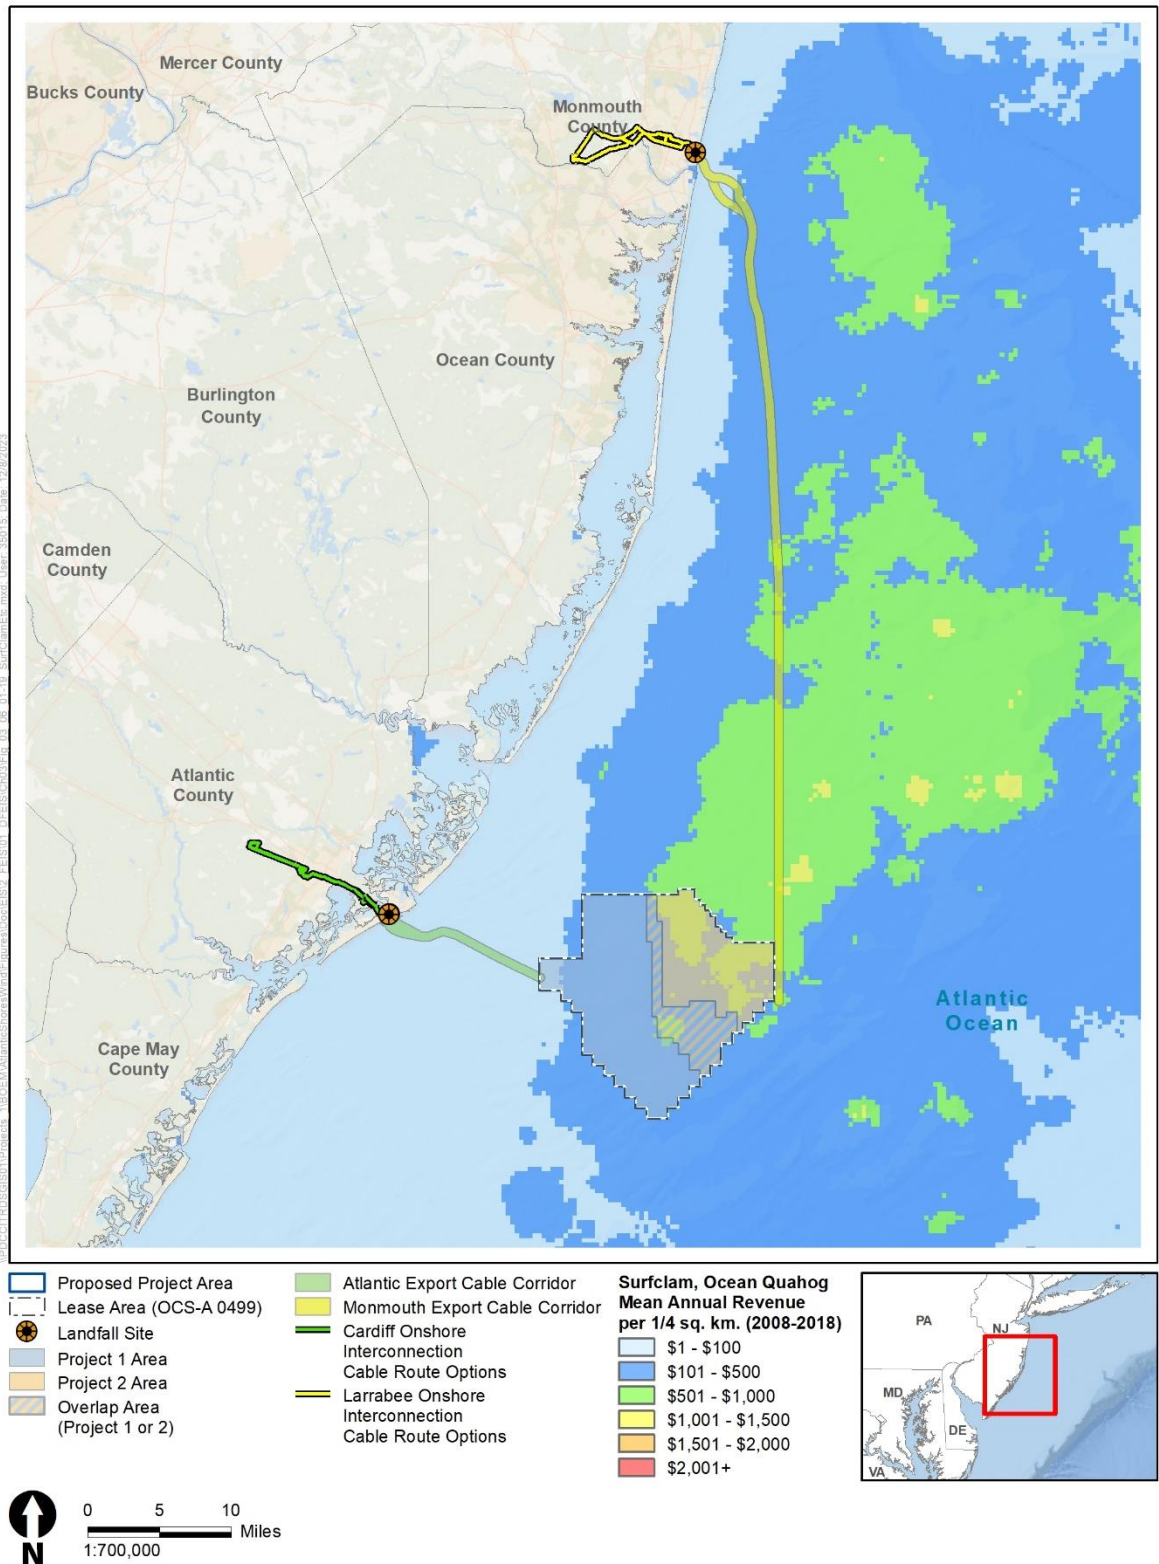 Mercer County
Bucks County
Monmouth
County
Ocean County
Burlington
County
Camden
County
Atlantic
County
Atlantic
Ocean
Cape May
County
Proposed Project Area
Lease Area (OCS-A 0499)
Landfall Site
Project 1 Area
Project 2 Area
Overlap Area
(Project 1 or 2)
Atlantic Export Cable Corridor
Monmouth Export Cable Corridor
Cardiff Onshore
Interconnection
Cable Route Options
Larrabee Onshore
Interconnection
Cable Route Options
Surfclam, Ocean Quahog
Mean Annual Revenue
per 1/4 sq. km. (2008-2018)
$1 - $100
$101 - $500
$501 - $1,000
$1,001 - $1,500
$1,501 - $2,000
$2,001+
PA
NJ
MD
DE
VA
N
0 5 10
Miles
1:700,000